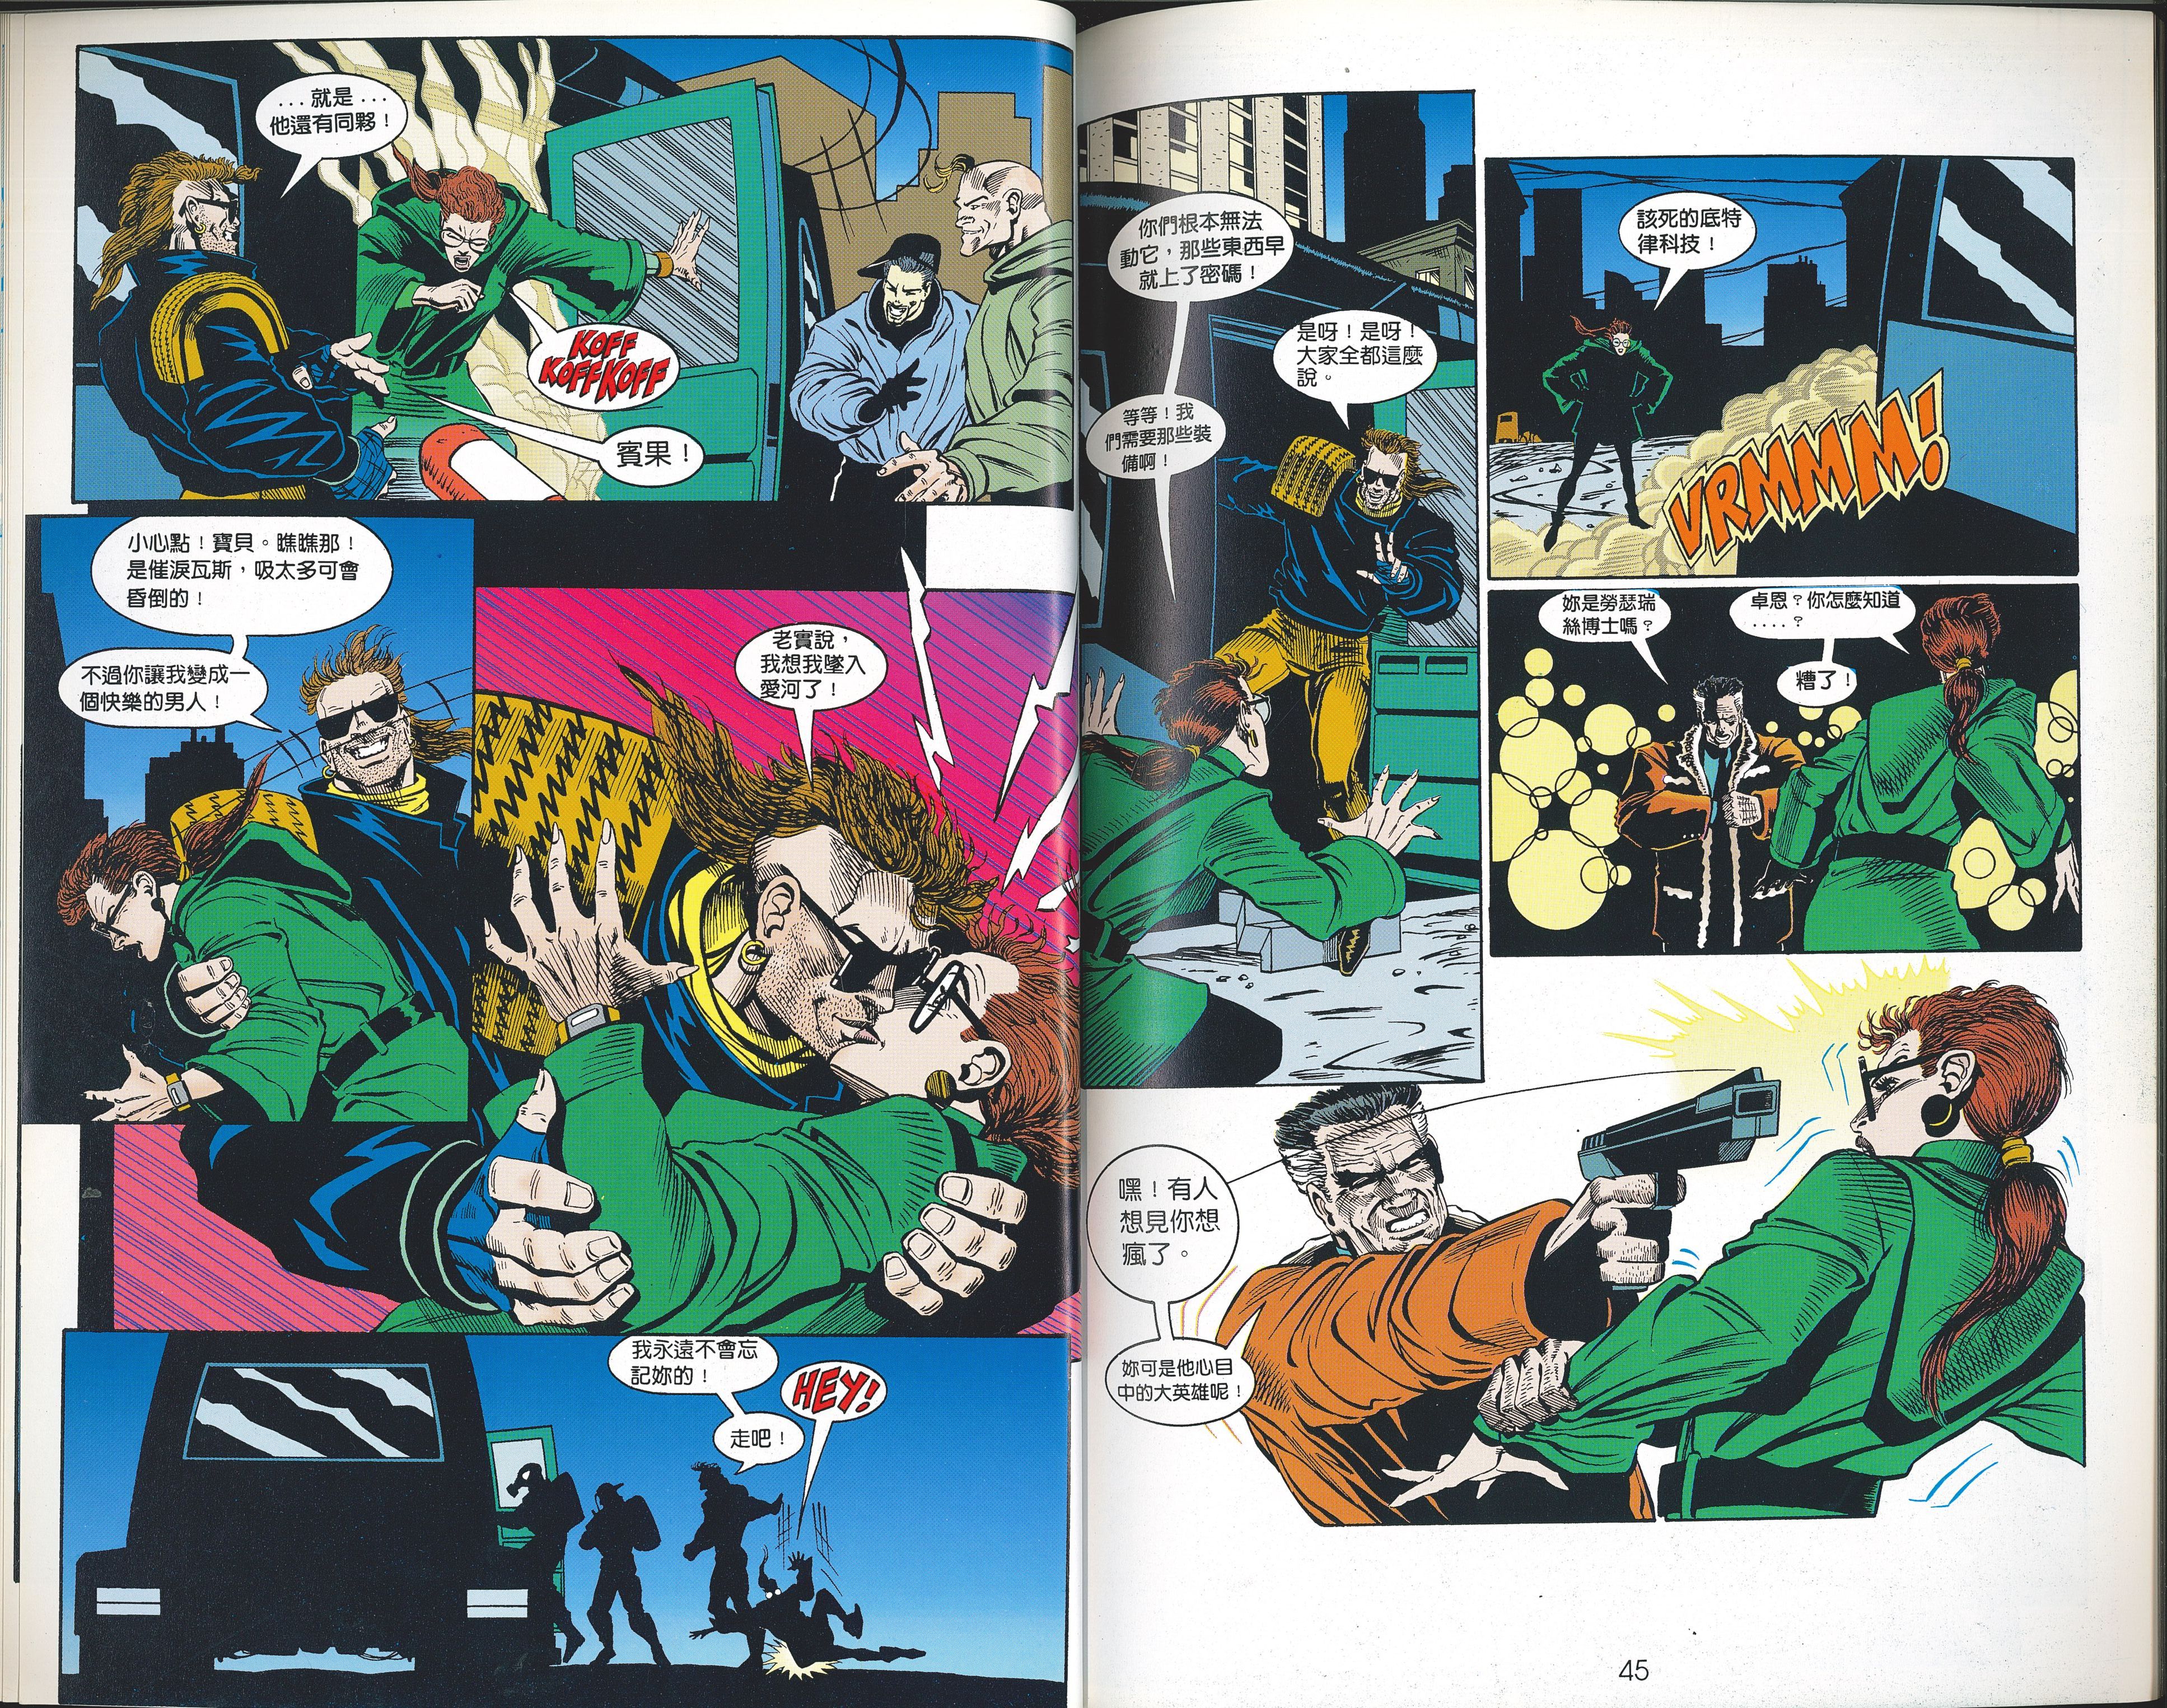 ...就是...
他還有同夥！
KOFF
KOFFKOFF
賓果！
小心點！寶貝。瞧瞧那！
是催淚瓦斯，吸太多可會
昏倒的！
不過你讓我變成一
個快樂的男人！
老實說，
我想我墜入
愛河了！
我永遠不會忘
記妳的！
走吧！
HEY!
你們根本無法
動它，那些東西早
就上了密碼！
是呀！是呀！
大家全都這麼
說。
等等！我
們需要那些裝
備啊！
該死的底特
律科技！
VRMMM!
妳是勞瑟瑞
絲博士嗎？
卓恩？你怎麼知道
....？
糟了！
嘿！有人
想見你想
瘋了。
妳可是他心目
中的大英雄呢！
45